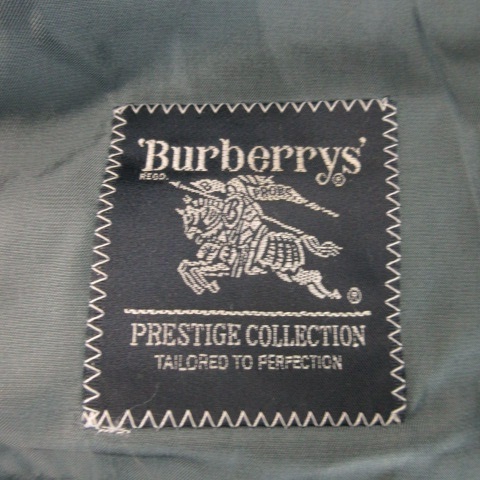 'Burberrys'®
REGD.
PRORSUM
®
PRESTIGE COLLECTION
TAILORED TO PERFECTION